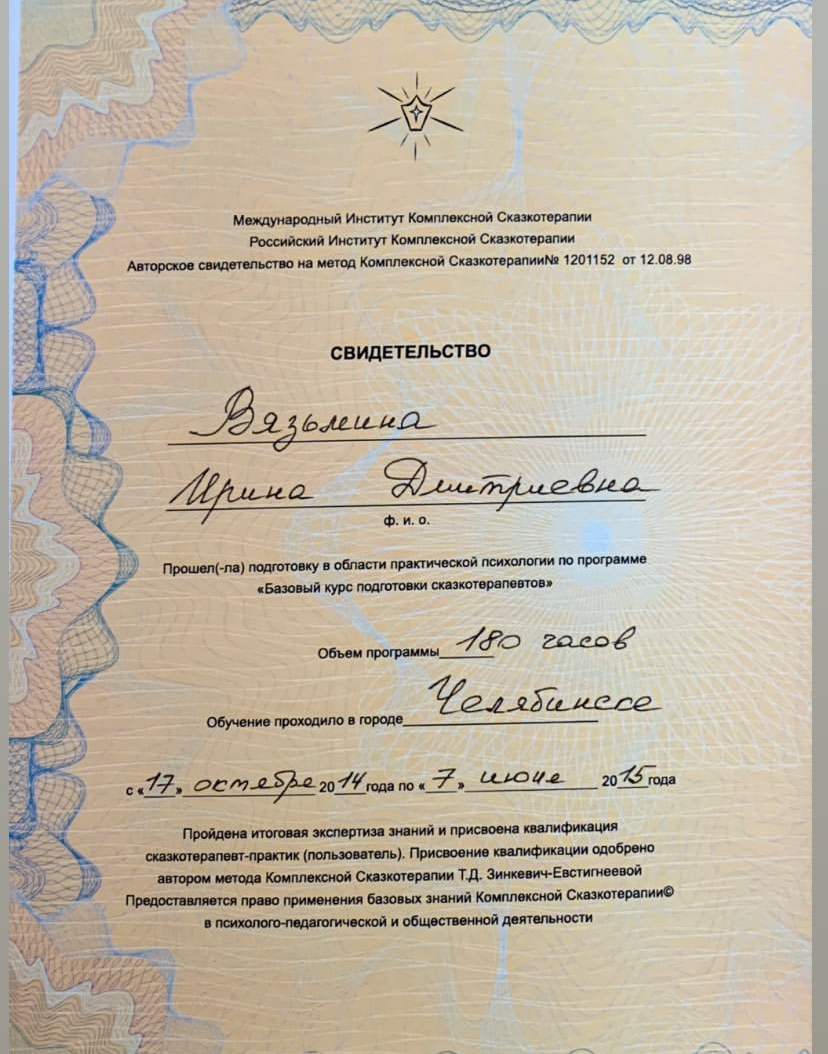 Международный Институт Комплексной Сказкотерапии
Российский Институт Комплексной Сказкотерапии
Авторское свидетельство на метод Комплексной Сказкотерапии№ 1201152 от 12.08.98
СВИДЕТЕЛЬСТВО
Вязьмина
Ирина Дмитриевна
ф. и. о.
Прошел(-ла) подготовку в области практической психологии по программе
«Базовый курс подготовки сказкотерапевтов»
Объем программы 180 часов
Обучение проходило в городе Челябинске
с «17» октября 2014 года по «7» июня 2015 года
Пройдена итоговая экспертиза знаний и присвоена квалификация
сказкотерапевт-практик (пользователь). Присвоение квалификации одобрено
автором метода Комплексной Сказкотерапии Т.Д. Зинкевич-Евстигнеевой
Предоставляется право применения базовых знаний Комплексной Сказкотерапии©
в психолого-педагогической и общественной деятельности